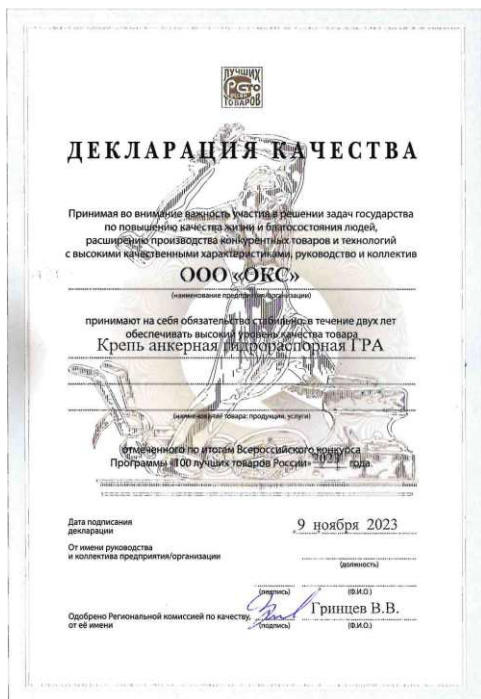 ЛУЧШИХ
ТОВАРОВ
ДЕКЛАРАЦИЯ КАЧЕСТВА
Принимая во внимание важность участия в решении задач государства
по повышению качества жизни и благосостояния людей,
расширению производства конкурентных товаров и технологий
с высокими качественными характеристиками, руководство и коллектив
ООО «ОКС»
(наименование предприятия/организации)
принимают на себя обязательство стабильно, в течение двух лет
обеспечивать высокий уровень качества товара
Крепь анкерная гидрораспорная ГРА
(наименование товара: продукция, услуги)
отмеченного по итогам Всероссийского конкурса
Программы «100 лучших товаров России» года
Дата подписания
декларации
9 ноября 2023
От имени руководства
и коллектива предприятия/организации
(должность)
(подпись) (Ф.И.О.)
Гринцев В.В.
Одобрено Региональной комиссией по качеству,
от её имени
(подпись) (Ф.И.О.)